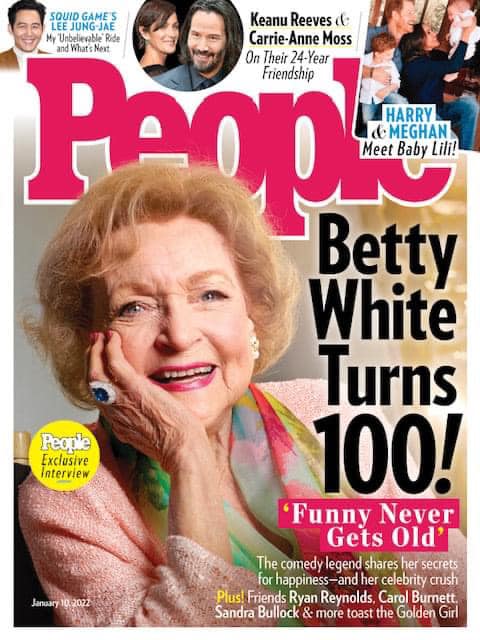 SQUID GAME'S
LEE JUNG-JAE
My 'Unbelievable' Ride
and What's Next
Keanu Reeves &
Carrie-Anne Moss
On Their 24-Year
Friendship
HARRY
& MEGHAN
Meet Baby Lili!
People
Betty
White
Turns
100!
'Funny Never
Gets Old'
People
Exclusive
Interview
The comedy legend shares her secrets
for happiness—and her celebrity crush
Plus! Friends Ryan Reynolds, Carol Burnett,
Sandra Bullock & more toast the Golden Girl
January 10, 2022